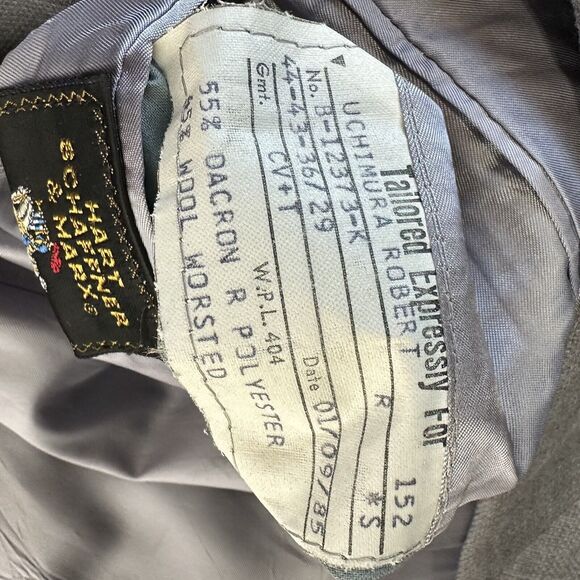 HART
SCHAFFNER
& MARX®
Tailored Expressly For
UCHIMURA ROBERT 152
No. B-12373-K R *S
44-43-36/29 Date 01/09/85
Gmt. CV+T
W.P.L. 404
55% DACRON R POLYESTER
45% WOOL WORSTED